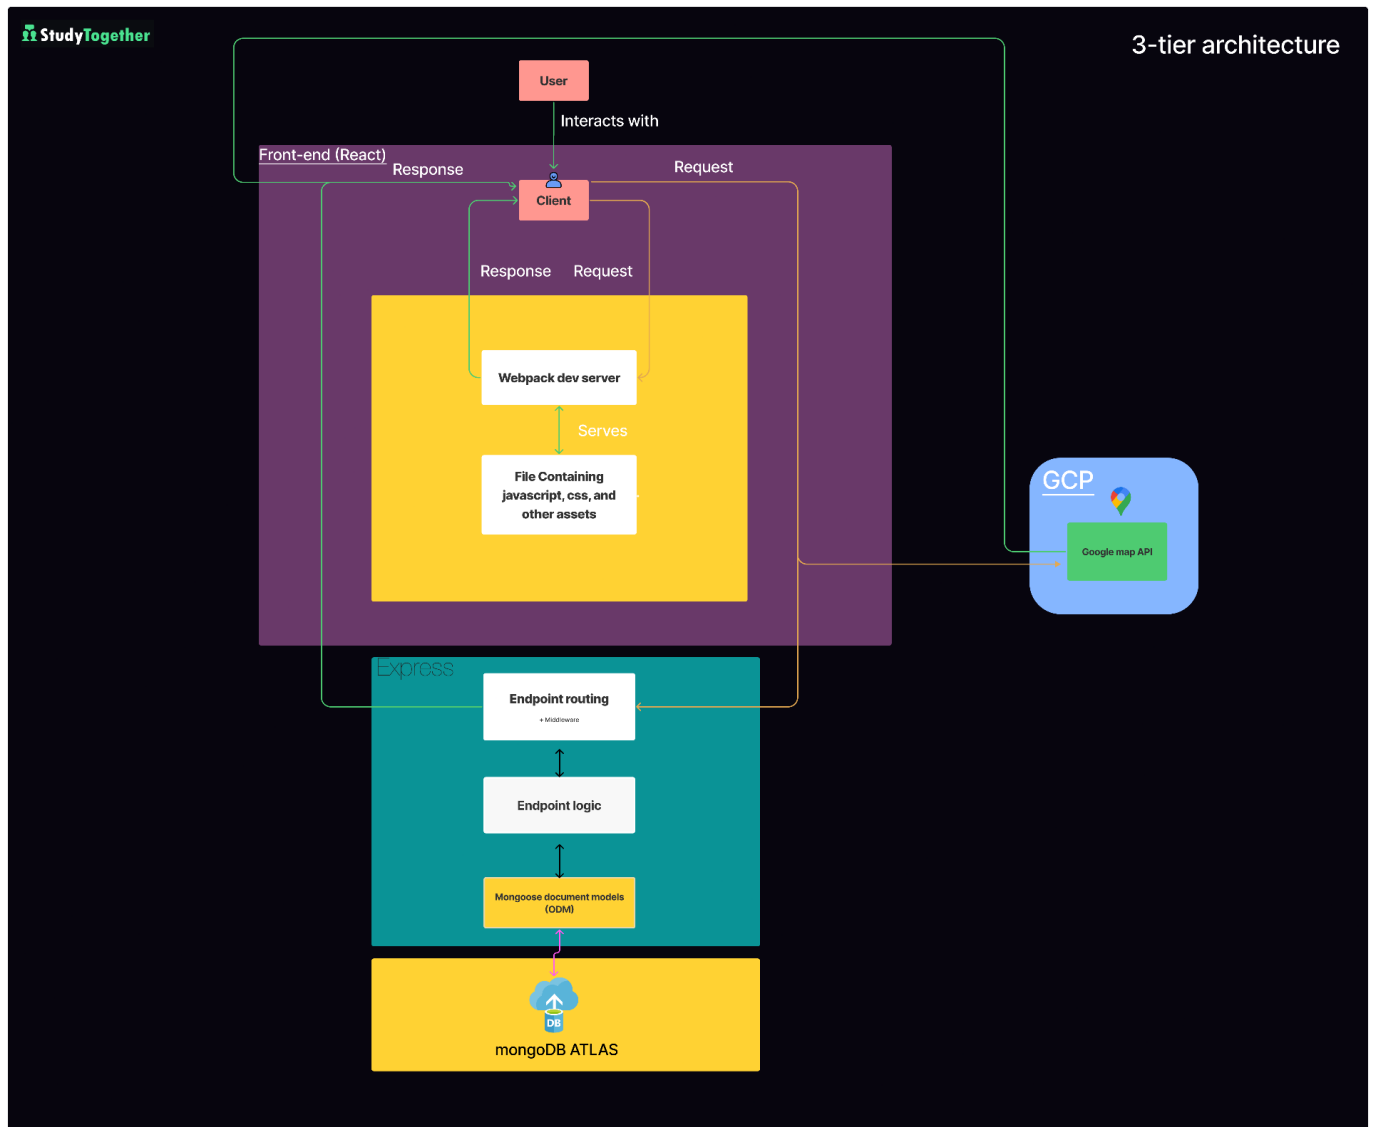 StudyTogether
3-tier architecture
User
Interacts with
Front-end (React)
Response
Request
Client
Response
Request
Webpack dev server
Serves
File Containing
javascript, css, and
other assets
GCP
Google map API
Express
Endpoint routing
+ Middleware
Endpoint logic
Mongoose document models
(ODM)
DB
mongoDB ATLAS